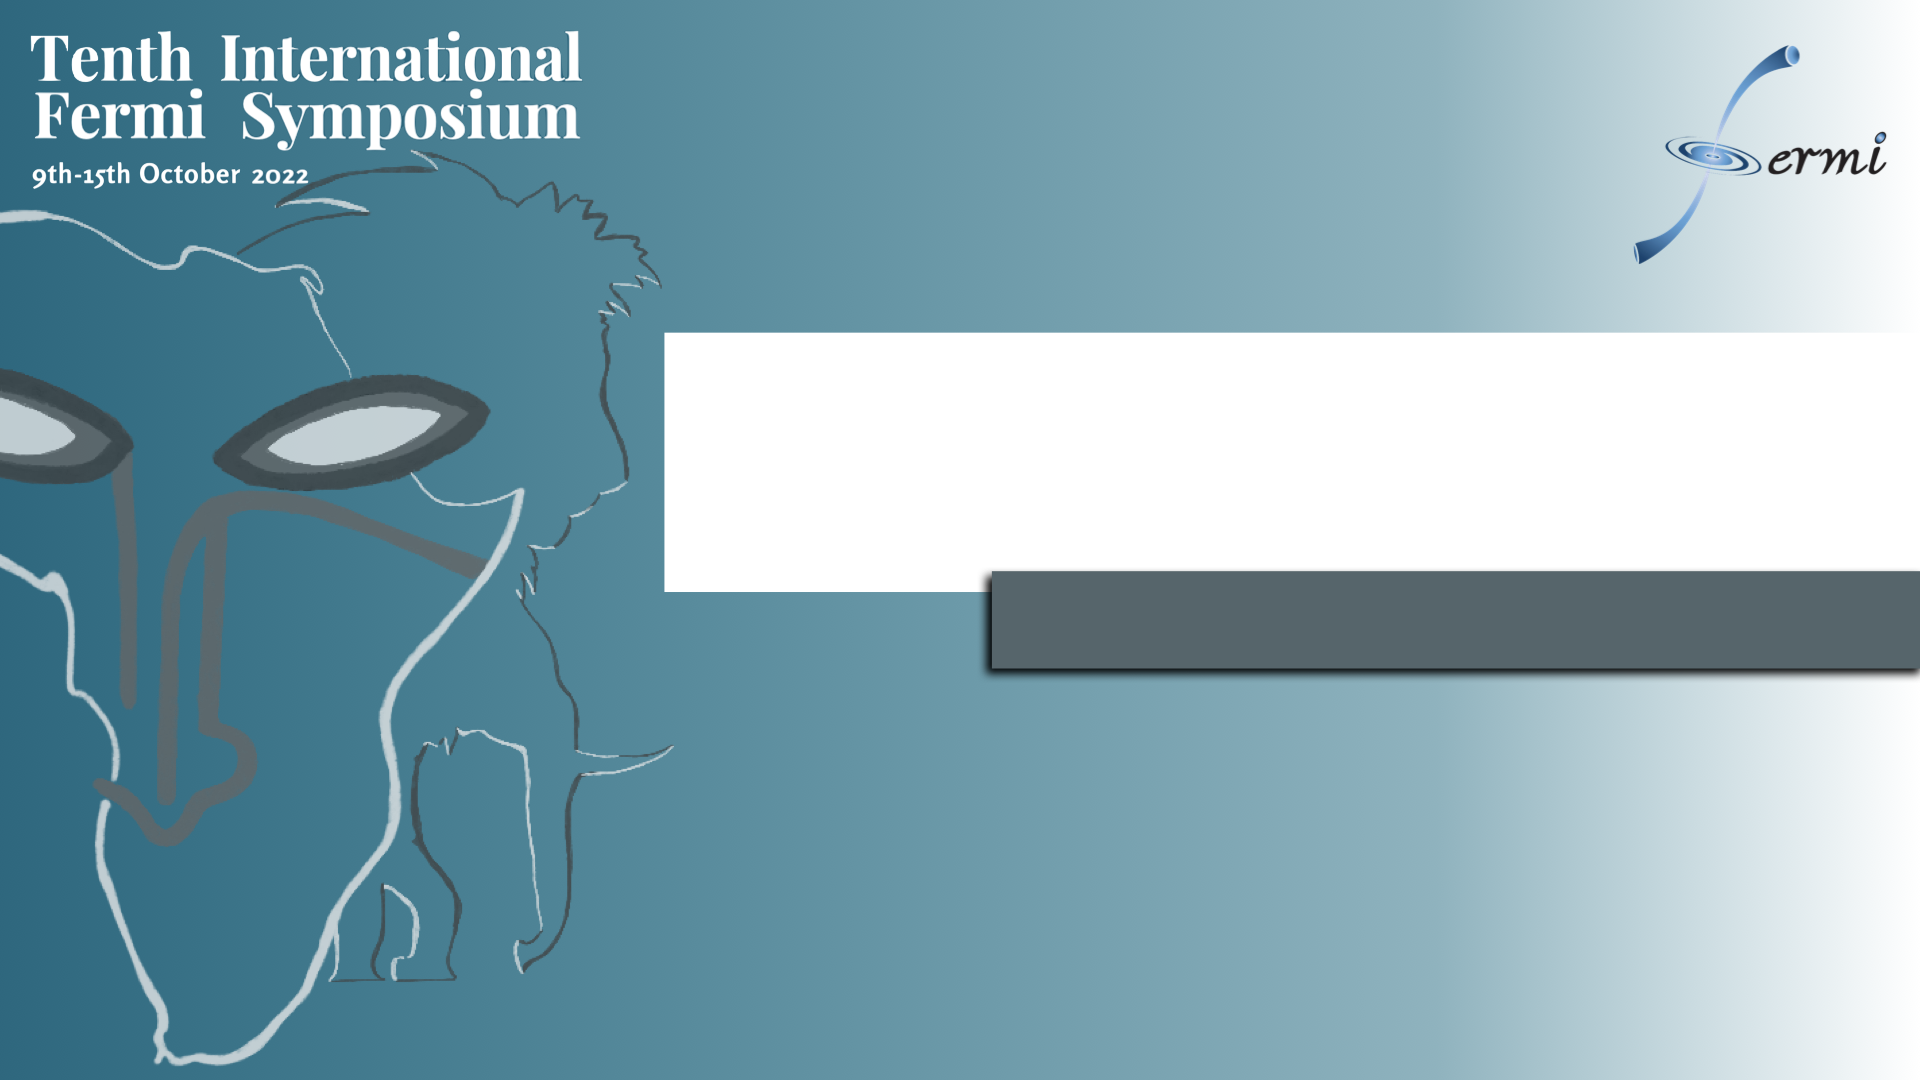 Tenth International
Fermi Symposium
9th-15th October 2022
ermi